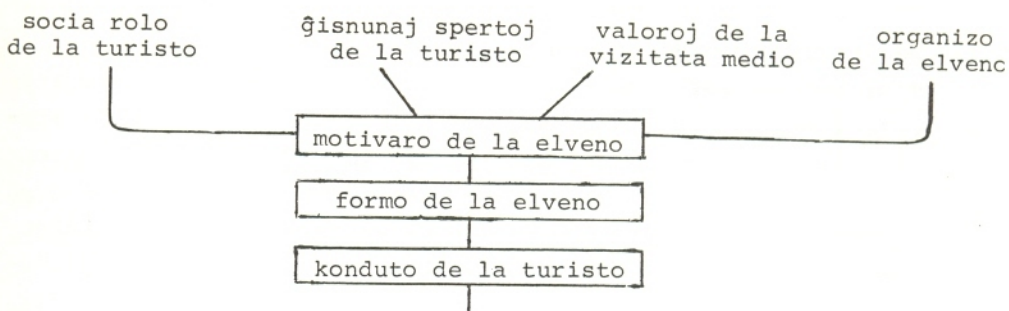 socia rolo
de la turisto
ĝisnunaj spertoj
de la turisto
valoroj de la
vizitata medio
organizo
de la elvenc
motivaro de la elveno
formo de la elveno
konduto de la turisto